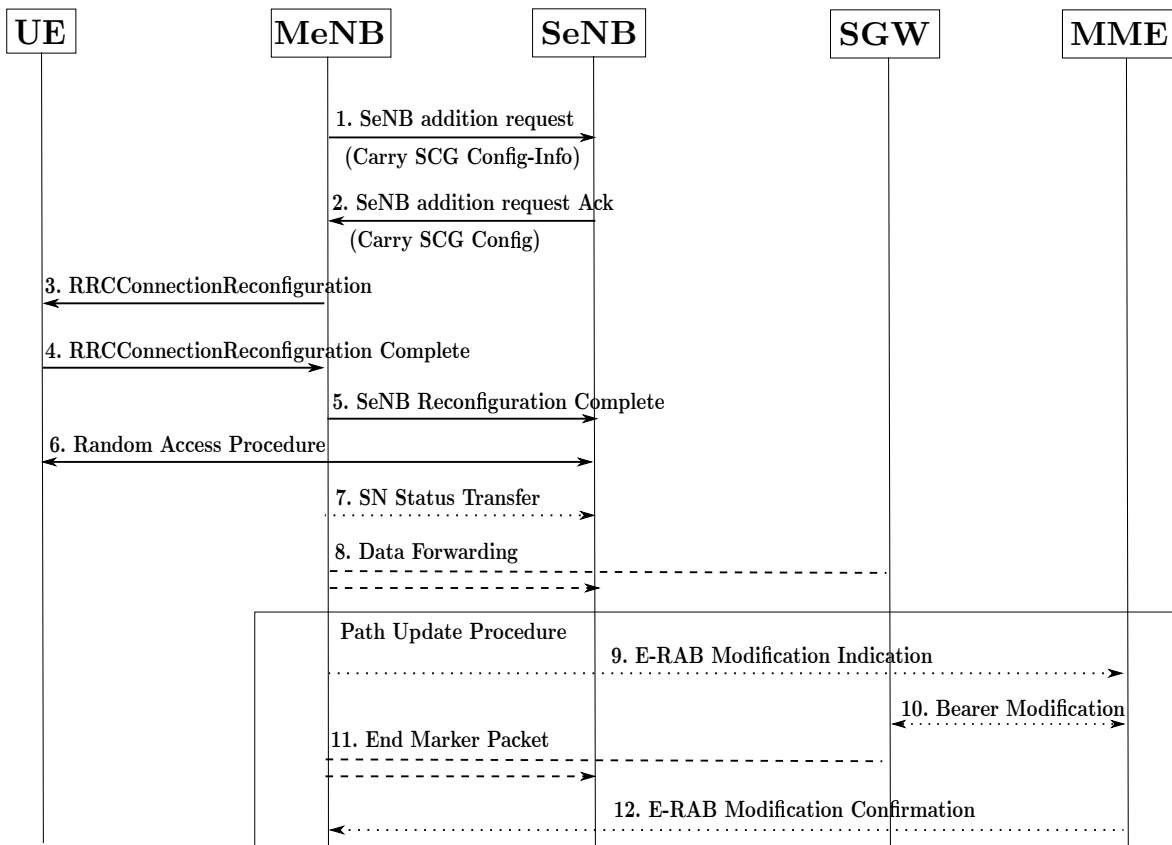 UE MeNB SeNB SGW MME
1. SeNB addition request
(Carry SCG Config-Info)
2. SeNB addition request Ack
(Carry SCG Config)
3. RRCConnectionReconfiguration
4. RRCConnectionReconfiguration Complete
5. SeNB Reconfiguration Complete
6. Random Access Procedure
7. SN Status Transfer
8. Data Forwarding
Path Update Procedure
9. E-RAB Modification Indication
10. Bearer Modification
11. End Marker Packet
12. E-RAB Modification Confirmation